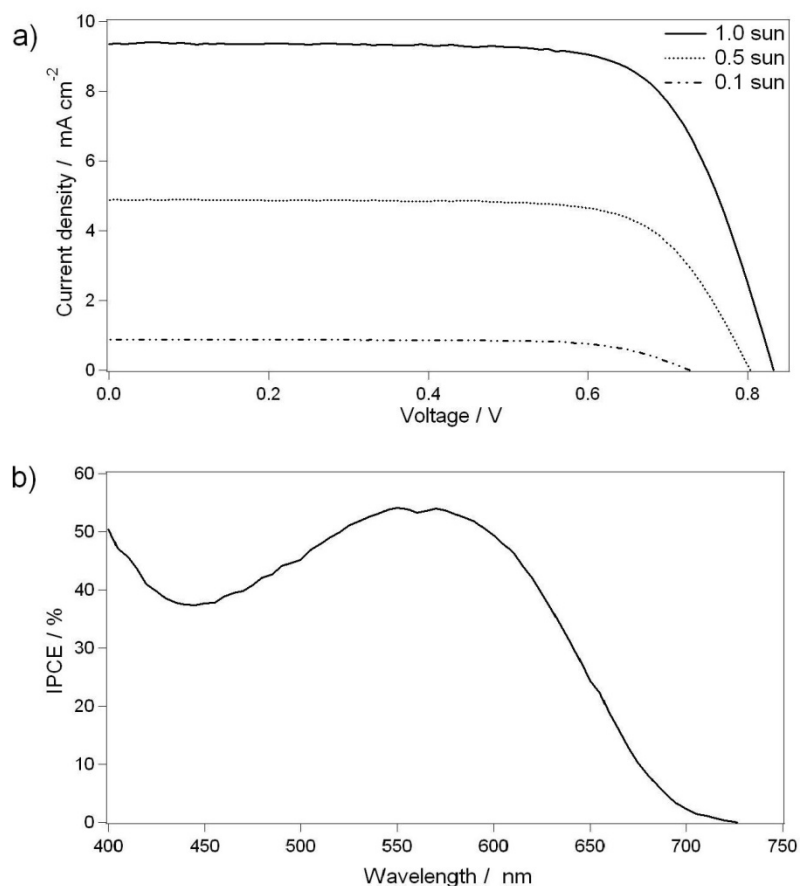 a)
10
8
6
4
2
0
Current density / mA cm⁻²
1.0 sun
0.5 sun
0.1 sun
0.0
0.2
0.4
0.6
0.8
Voltage / V
b)
60
50
40
30
20
10
0
IPCE / %
400
450
500
550
600
650
700
750
Wavelength / nm